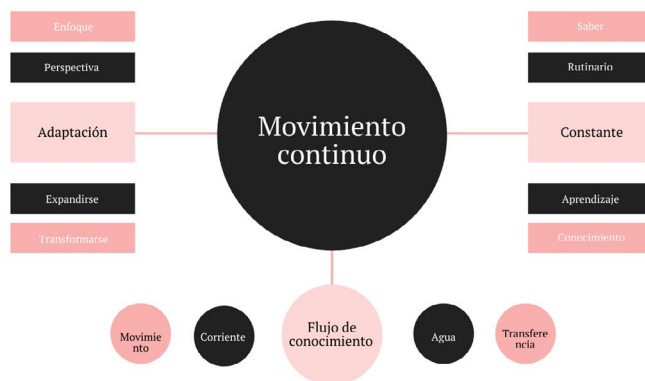 Enfoque
Perspectiva
Adaptación
Expandirse
Transformarse
Movimiento
continuo
Saber
Rutinario
Constante
Aprendizaje
Conocimiento
Movimie
nto
Corriente
Flujo de
conocimiento
Agua
Transfere
ncia